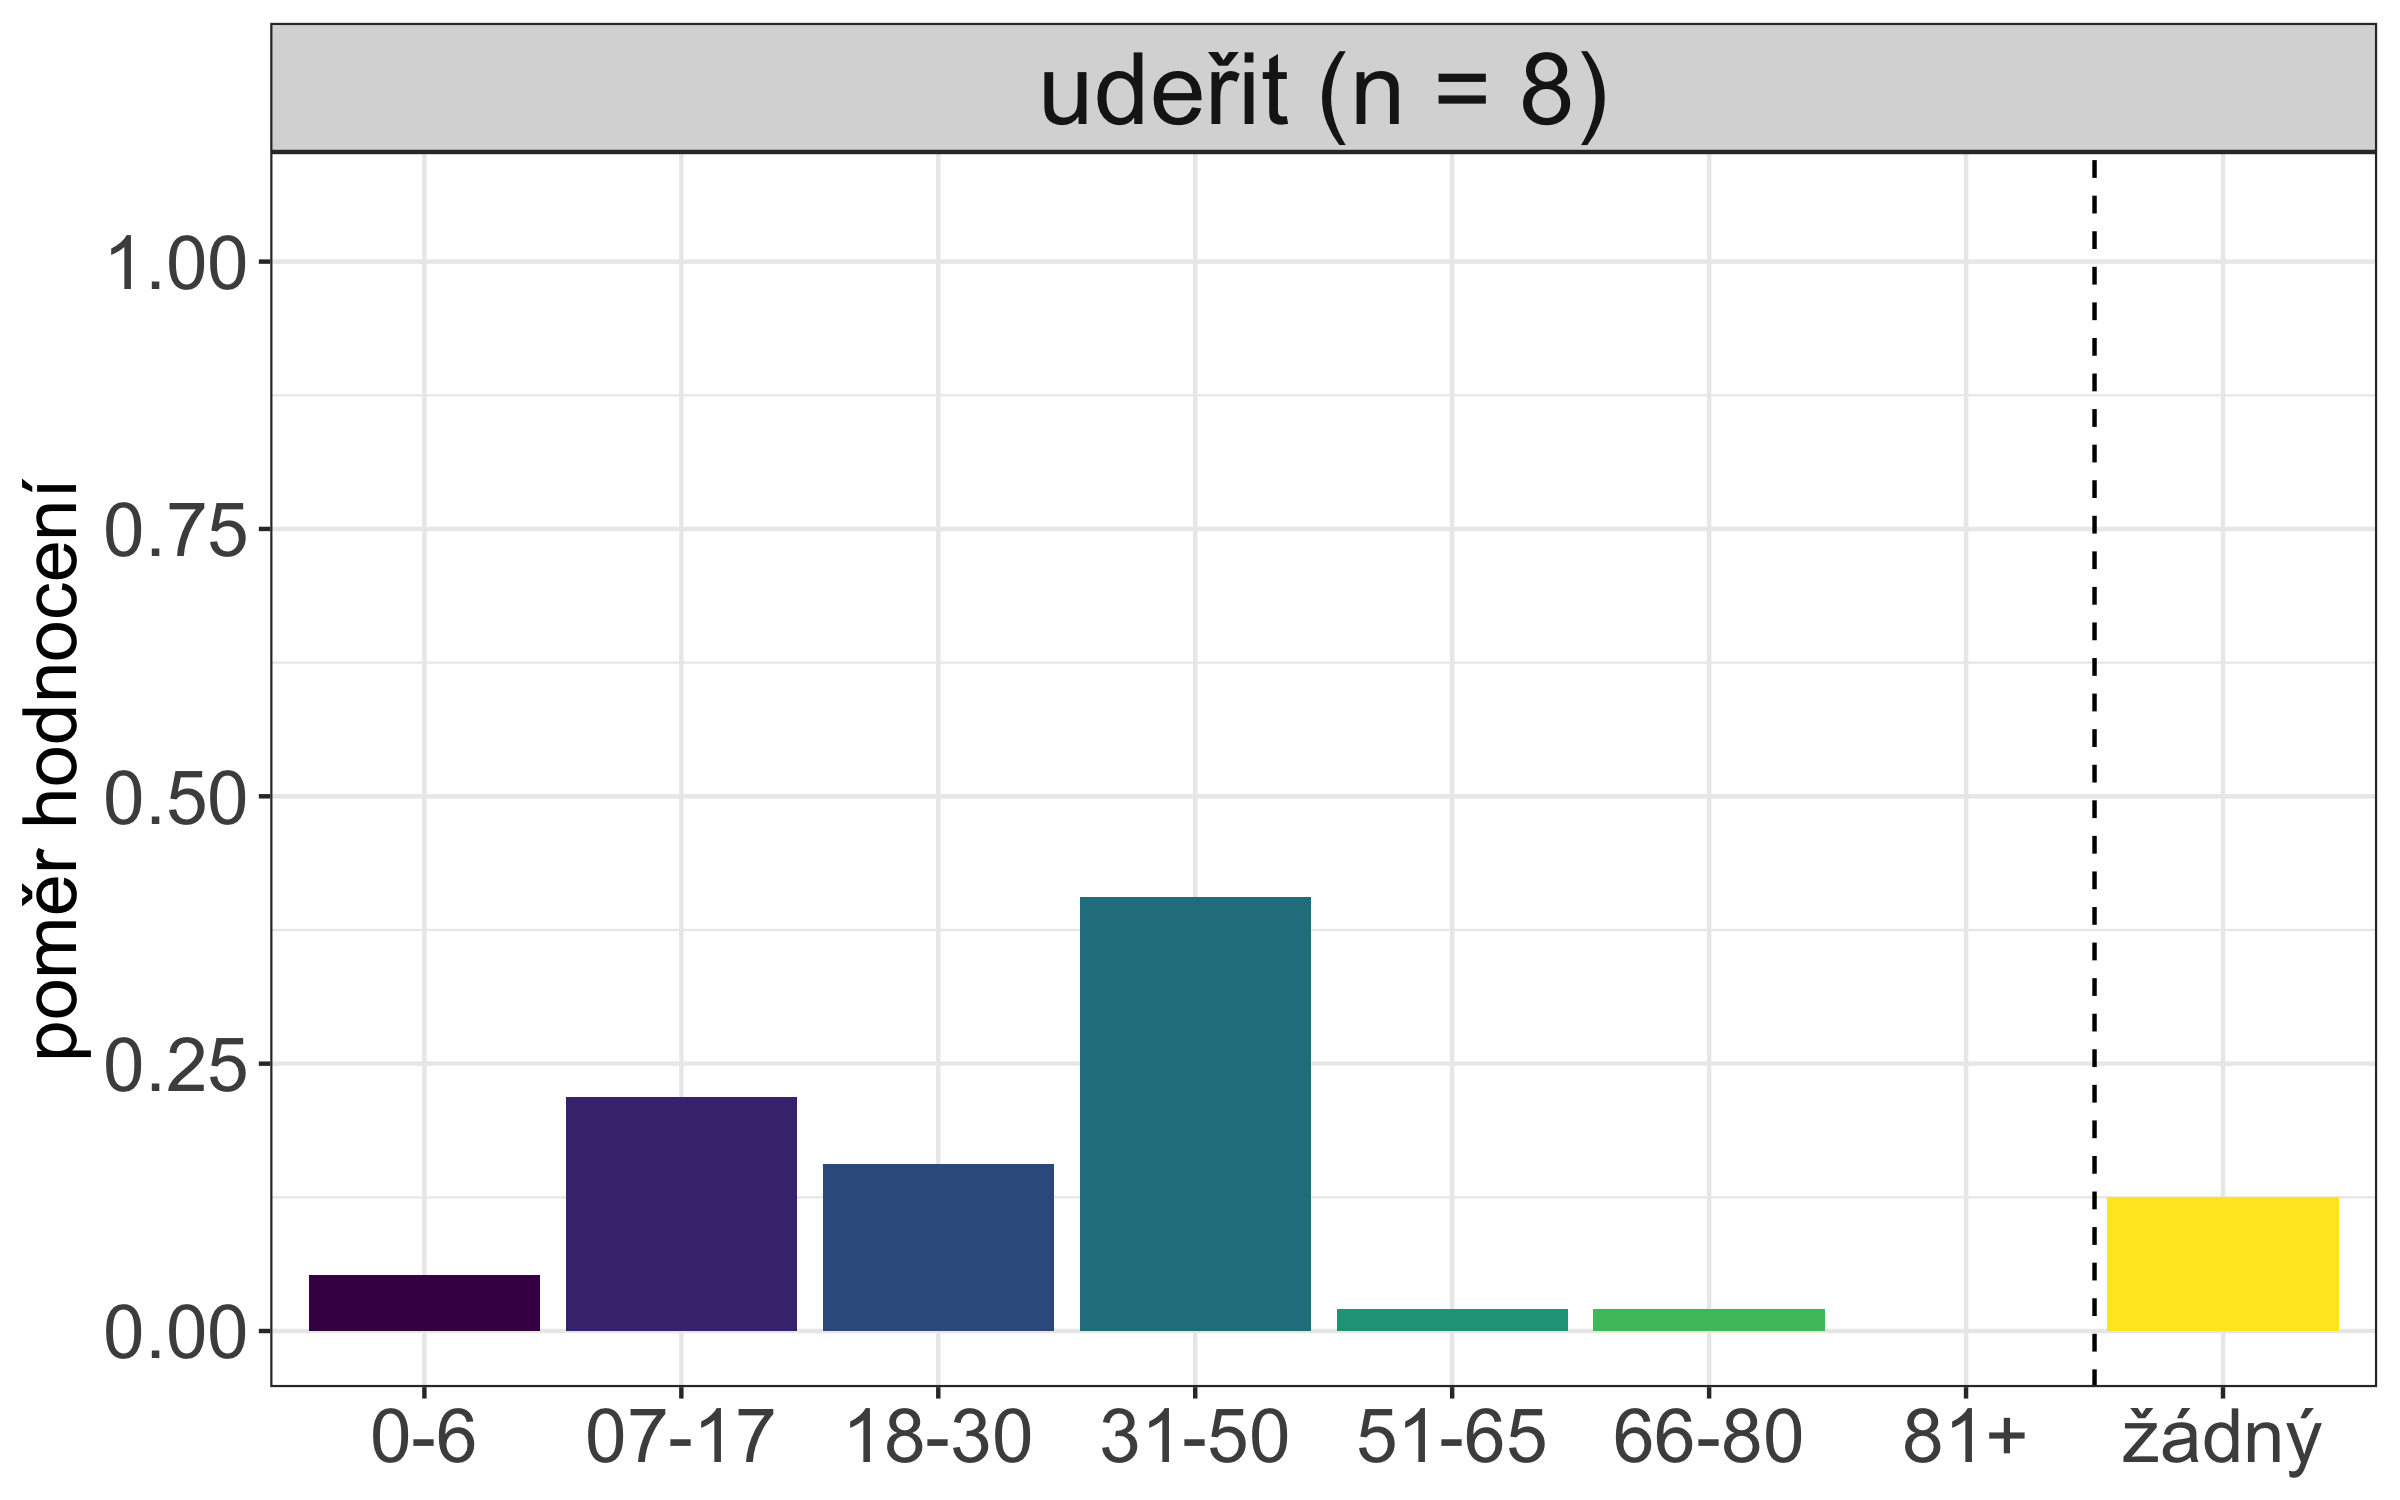 udeřit (n = 8)
poměr hodnocení
1.00
0.75
0.50
0.25
0.00
0-6 07-17 18-30 31-50 51-65 66-80 81+ žádný